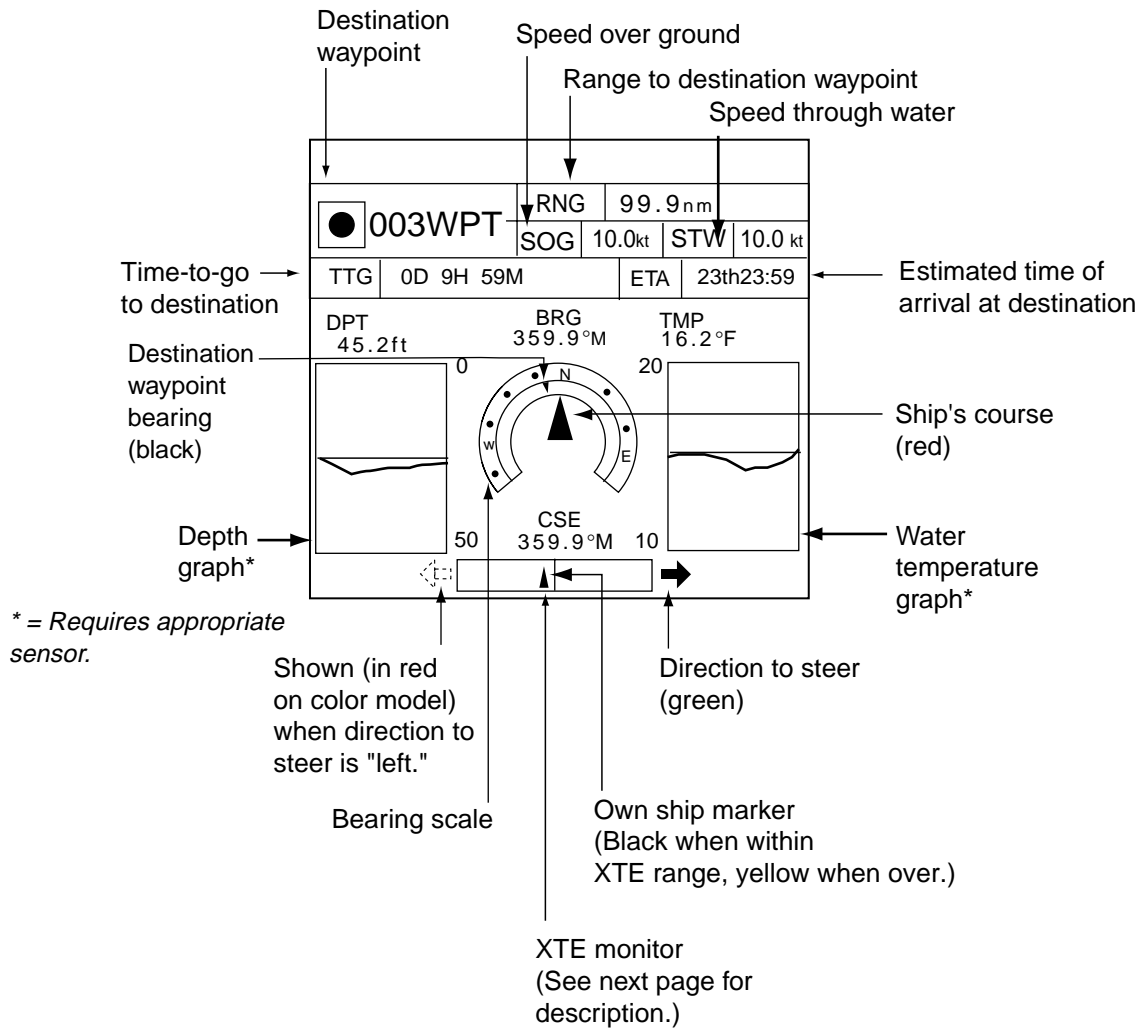 Destination
waypoint
Speed over ground
Range to destination waypoint
Speed through water
RNG 99.9nm
003WPT
SOG 10.0kt STW 10.0 kt
Time-to-go
to destination
TTG 0D 9H 59M ETA 23th23:59
Estimated time of
arrival at destination
DPT
45.2ft
BRG
359.9°M
TMP
16.2°F
Destination
waypoint
bearing
(black)
0
20
N
W
E
Ship's course
(red)
Depth
graph*
50
CSE
359.9°M
10
Water
temperature
graph*
* = Requires appropriate
sensor.
Shown (in red
on color model)
when direction to
steer is "left."
Direction to steer
(green)
Bearing scale
Own ship marker
(Black when within
XTE range, yellow when over.)
XTE monitor
(See next page for
description.)